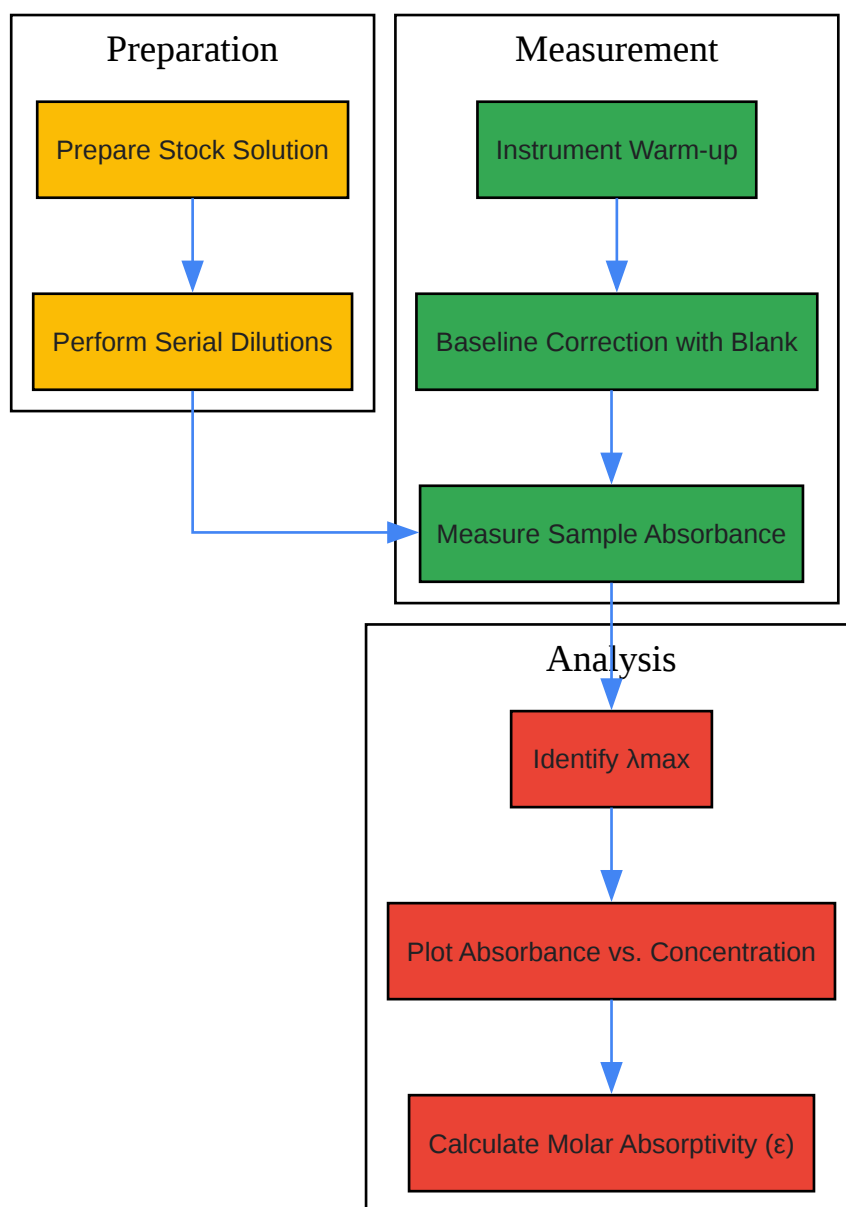 Preparation
Prepare Stock Solution
Perform Serial Dilutions
Measurement
Instrument Warm-up
Baseline Correction with Blank
Measure Sample Absorbance
Analysis
Identify λmax
Plot Absorbance vs. Concentration
Calculate Molar Absorptivity (ε)